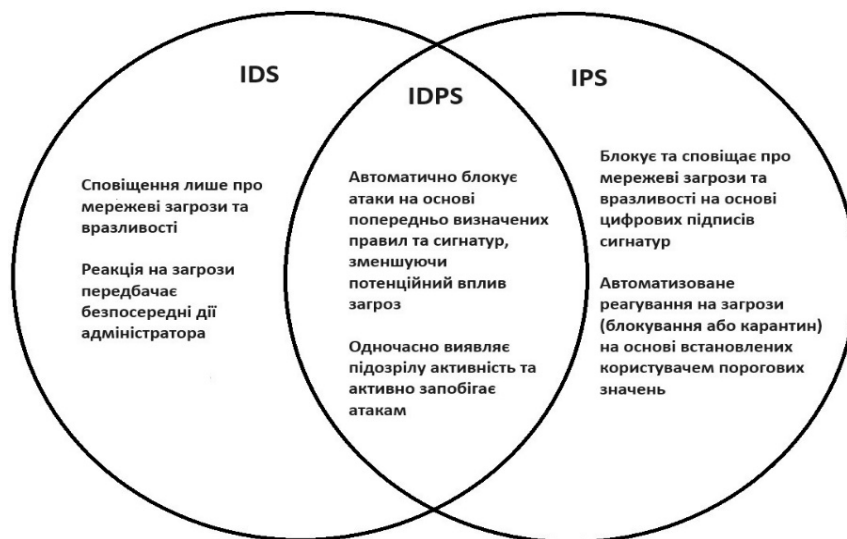 IDS
Сповіщення лише про
мережеві загрози та
вразливості
Реакція на загрози
передбачає
безпосередні дії
адміністратора
IDPS
Автоматично блокує
атаки на основі
попередньо визначених
правил та сигнатур,
зменшуючи
потенційний вплив
загроз
Одночасно виявляє
підозрілу активність та
активно запобігає
атакам
IPS
Блокує та сповіщає про
мережеві загрози та
вразливості на основі
цифрових підписів
сигнатур
Автоматизоване
реагування на загрози
(блокування або карантин)
на основі встановлених
користувачем порогових
значень